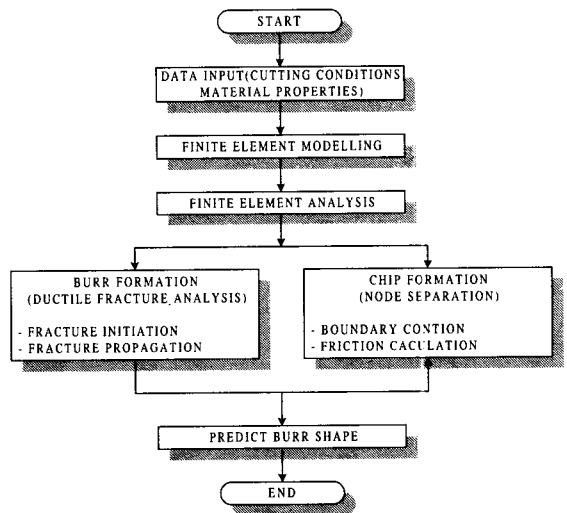 START
DATA INPUT(CUTTING CONDITIONS
MATERIAL PROPERTIES)
FINITE ELEMENT MODELLING
FINITE ELEMENT ANALYSIS
BURR FORMATION
(DUCTILE FRACTURE ANALYSIS)
- FRACTURE INITIATION
- FRACTURE PROPAGATION
CHIP FORMATION
(NODE SEPARATION)
- BOUNDARY CONTION
- FRICTION CACULATION
PREDICT BURR SHAPE
END